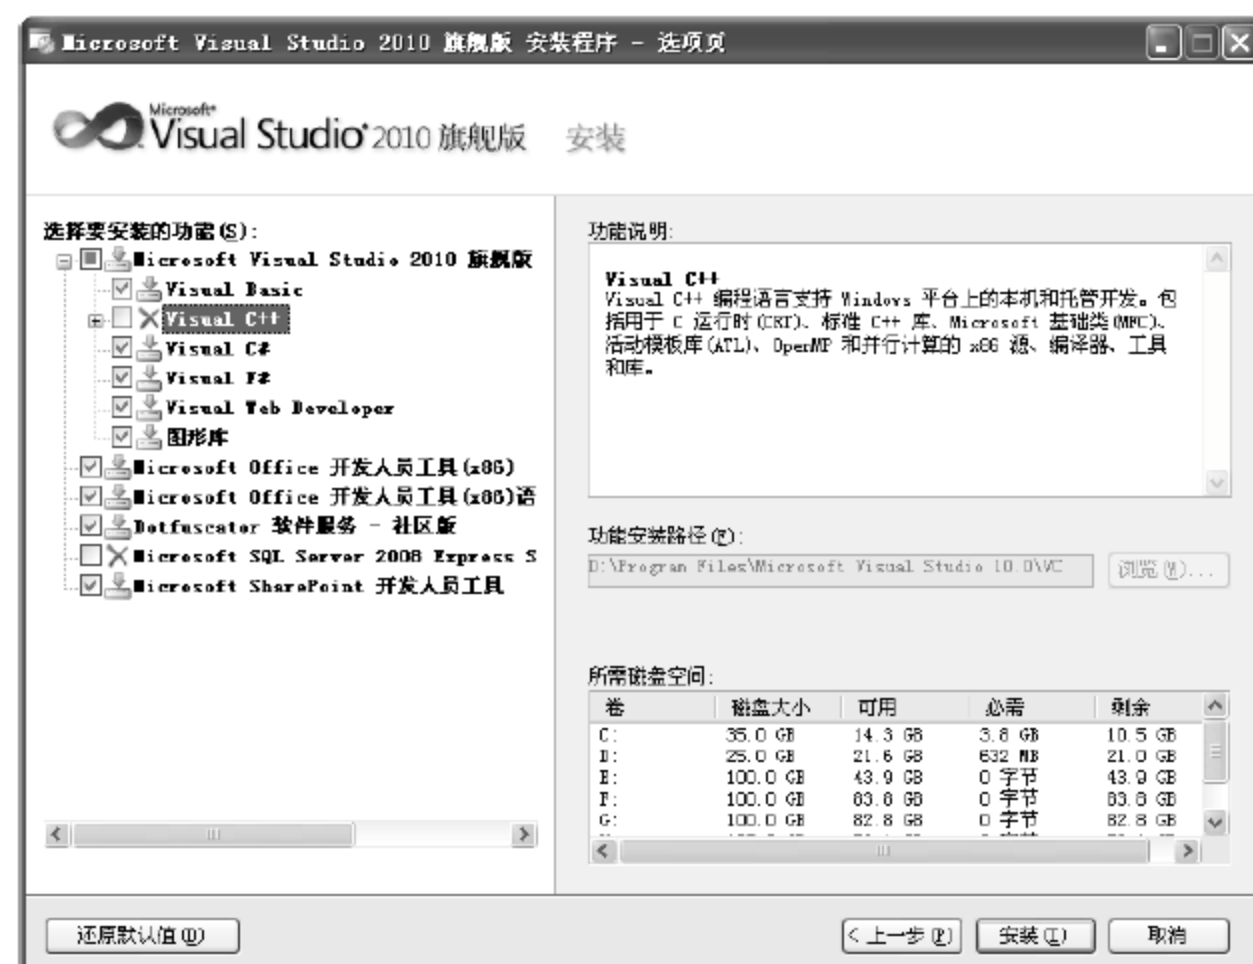 Microsoft Visual Studio 2010 旗舰版 安装程序 - 选项页
Microsoft
Visual Studio 2010 旗舰版 安装
选择要安装的功能(S):
Microsoft Visual Studio 2010 旗舰版
Visual Basic
Visual C++
Visual C#
Visual F#
Visual Web Developer
图形库
Microsoft Office 开发人员工具(x86)
Microsoft Office 开发人员工具(x86)语
Dotfuscator 软件服务 - 社区版
Microsoft SQL Server 2008 Express S
Microsoft SharePoint 开发人员工具
功能说明:
Visual C++
Visual C++ 编程语言支持 Windows 平台上的本机和托管开发。包
括用于 C 运行时(CRT)、标准 C++ 库、Microsoft 基础类(MFC)、
活动模板库(ATL)、OpenMP 和并行计算的 x86 源、编译器、工具
和库。
功能安装路径(F):
D:\Program Files\Microsoft Visual Studio 10.0\VC 浏览(W)...
所需磁盘空间:
卷 磁盘大小 可用 必需 剩余
C: 35.0 GB 14.3 GB 3.8 GB 10.5 GB
D: 25.0 GB 21.6 GB 632 MB 21.0 GB
E: 100.0 GB 43.9 GB 0 字节 43.9 GB
F: 100.0 GB 83.8 GB 0 字节 83.8 GB
G: 100.0 GB 82.8 GB 0 字节 82.8 GB
还原默认值(D) < 上一步(P) 安装(I) 取消